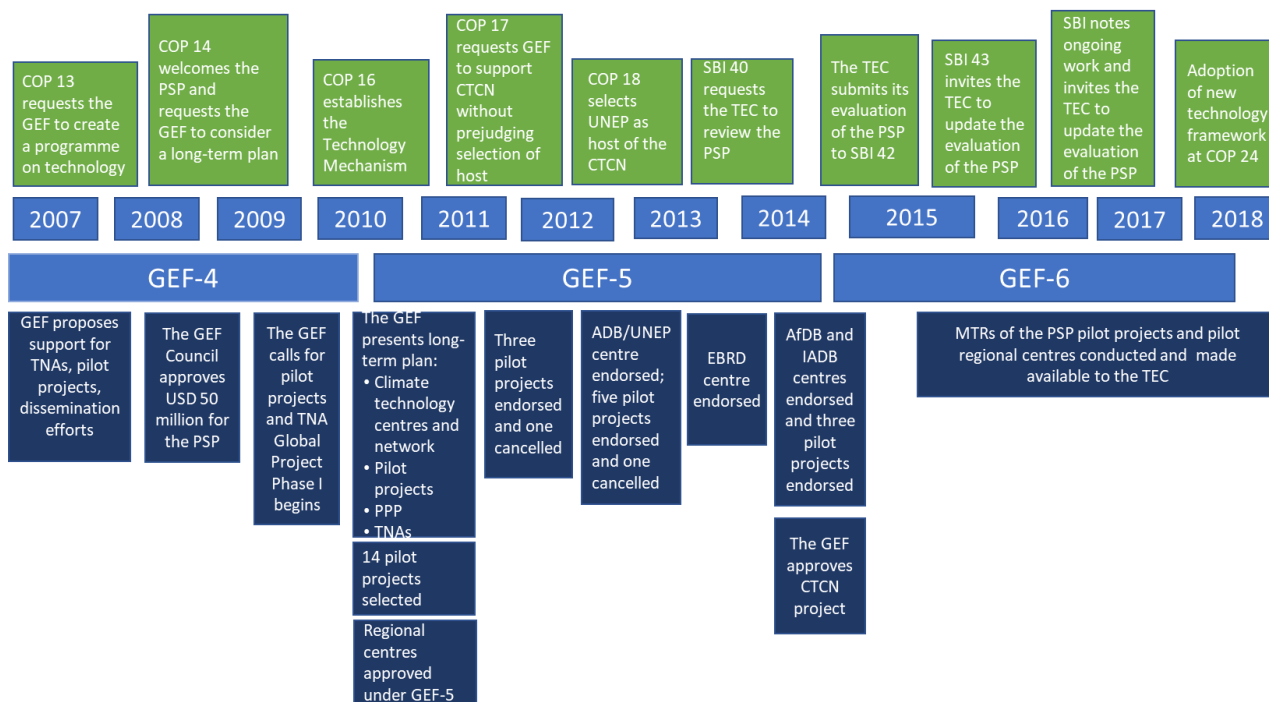 COP 13
requests the
GEF to create
a programme
on technology
COP 14
welcomes the
PSP and
requests the
GEF to consider
a long-term plan
COP 16
establishes
the
Technology
Mechanism
COP 17
requests GEF
to support
CTCN
without
prejudging
selection of
host
COP 18
selects
UNEP as
host of the
CTCN
SBI 40
requests
the TEC to
review the
PSP
The TEC
submits its
evaluation
of the PSP
to SBI 42
SBI 43
invites the
TEC to
update the
evaluation
of the PSP
SBI notes
ongoing
work and
invites the
TEC to
update the
evaluation
of the PSP
Adoption
of new
technology
framework
at COP 24
2007
2008
2009
2010
2011
2012
2013
2014
2015
2016
2017
2018
GEF-4
GEF-5
GEF-6
GEF proposes
support for
TNAs, pilot
projects,
dissemination
efforts
The GEF
Council
approves
USD 50
million for
the PSP
The GEF
calls for
pilot
projects
and TNA
Global
Project
Phase I
begins
The GEF
presents long-
term plan:
• Climate
technology
centres and
network
• Pilot
projects
• PPP
• TNAs
14 pilot
projects
selected
Regional
centres
approved
under GEF-5
Three
pilot
projects
endorsed
and one
cancelled
ADB/UNEP
centre
endorsed;
five pilot
projects
endorsed
and one
cancelled
EBRD
centre
endorsed
AfDB and
IADB
centres
endorsed
and three
pilot
projects
endorsed
The GEF
approves
CTCN
project
MTRs of the PSP pilot projects and pilot
regional centres conducted and made
available to the TEC